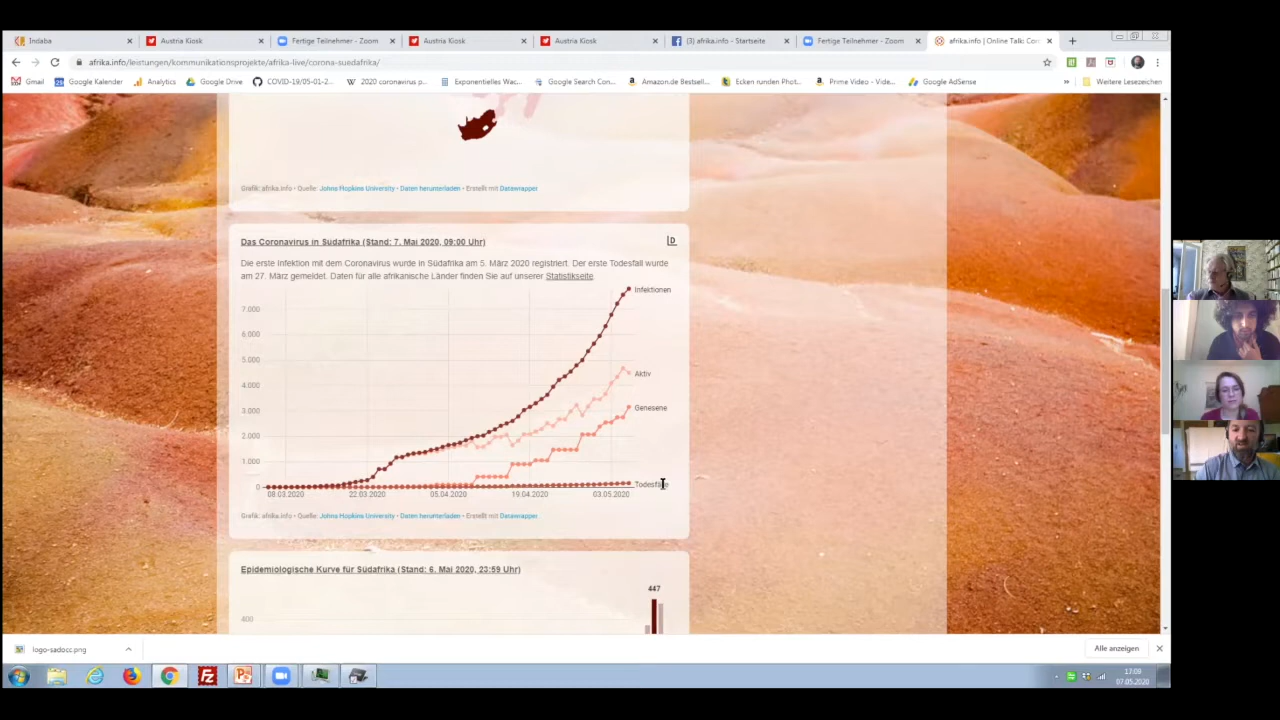 Indaba
Austria Kiosk
Fertige Teilnehmer - Zoom
Austria Kiosk
Austria Kiosk
(3) afrika.info - Startseite
Fertige Teilnehmer - Zoom
afrika.info | Online Talk: Cor
afrika.info/leistungen/kommunikationsprojekte/afrika-live/corona-suedafrika/
Gmail
Google Kalender
Analytics
Google Drive
COVID-19/05-01-2...
2020 coronavirus p...
Exponentielles Wac...
Google Search Con...
Amazon.de Bestsell...
Ecken runden Phot...
Prime Video - Vide...
Google AdSense
»
Weitere Lesezeichen
Grafik: afrika.info • Quelle: Johns Hopkins University • Daten herunterladen • Erstellt mit Datawrapper
Das Coronavirus in Südafrika (Stand: 7. Mai 2020, 09:00 Uhr)
Die erste Infektion mit dem Coronavirus wurde in Südafrika am 5. März 2020 registriert. Der erste Todesfall wurde
am 27. März gemeldet. Daten für alle afrikanische Länder finden Sie auf unserer Statistikseite.
Infektionen
7.000
6.000
5.000
Aktiv
4.000
Genesene
3.000
2.000
1.000
0
Todesfälle
08.03.2020
22.03.2020
05.04.2020
19.04.2020
03.05.2020
Grafik: afrika.info • Quelle: Johns Hopkins University • Daten herunterladen • Erstellt mit Datawrapper
Epidemiologische Kurve für Südafrika (Stand: 6. Mai 2020, 23:59 Uhr)
447
400
logo-sadocc.png
Alle anzeigen
17:09
07.05.2020